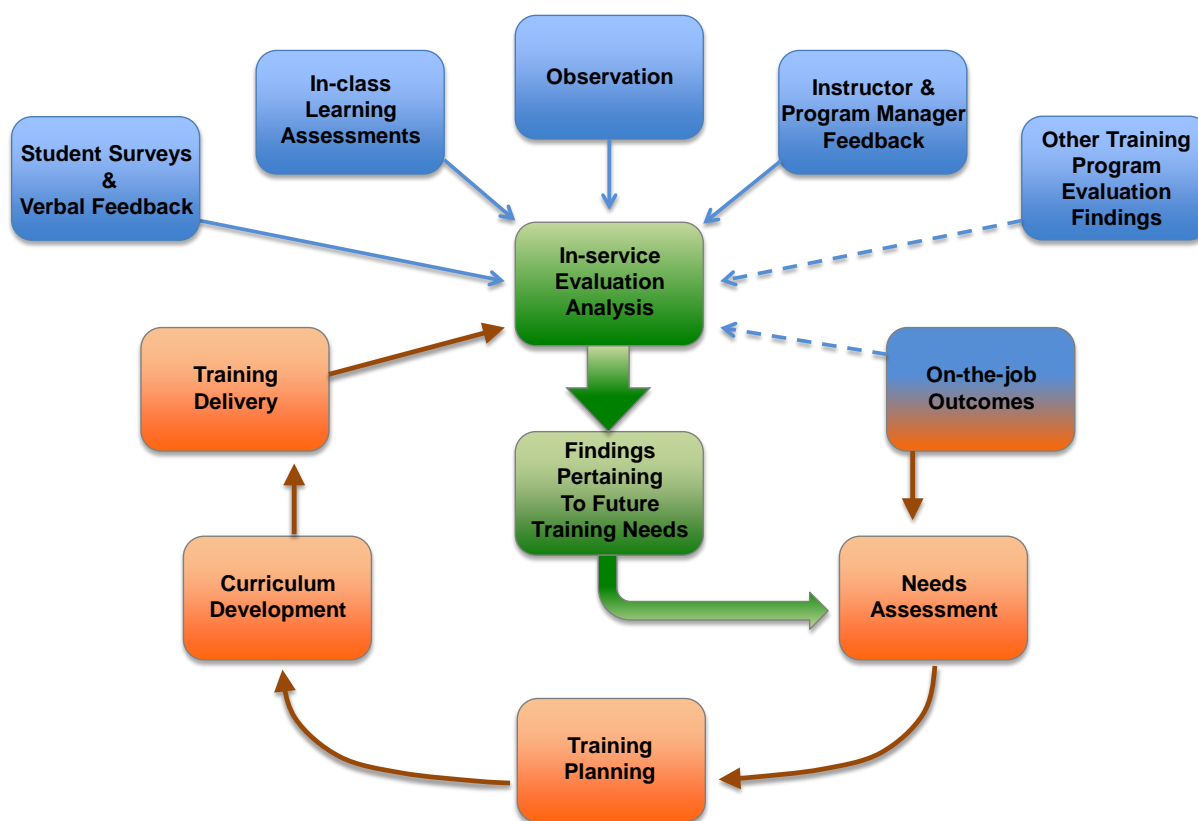 Observation
In-class
Learning
Assessments
Instructor &
Program Manager
Feedback
Student Surveys
&
Verbal Feedback
Other Training
Program
Evaluation
Findings
In-service
Evaluation
Analysis
Training
Delivery
On-the-job
Outcomes
Findings
Pertaining
To Future
Training Needs
Curriculum
Development
Needs
Assessment
Training
Planning